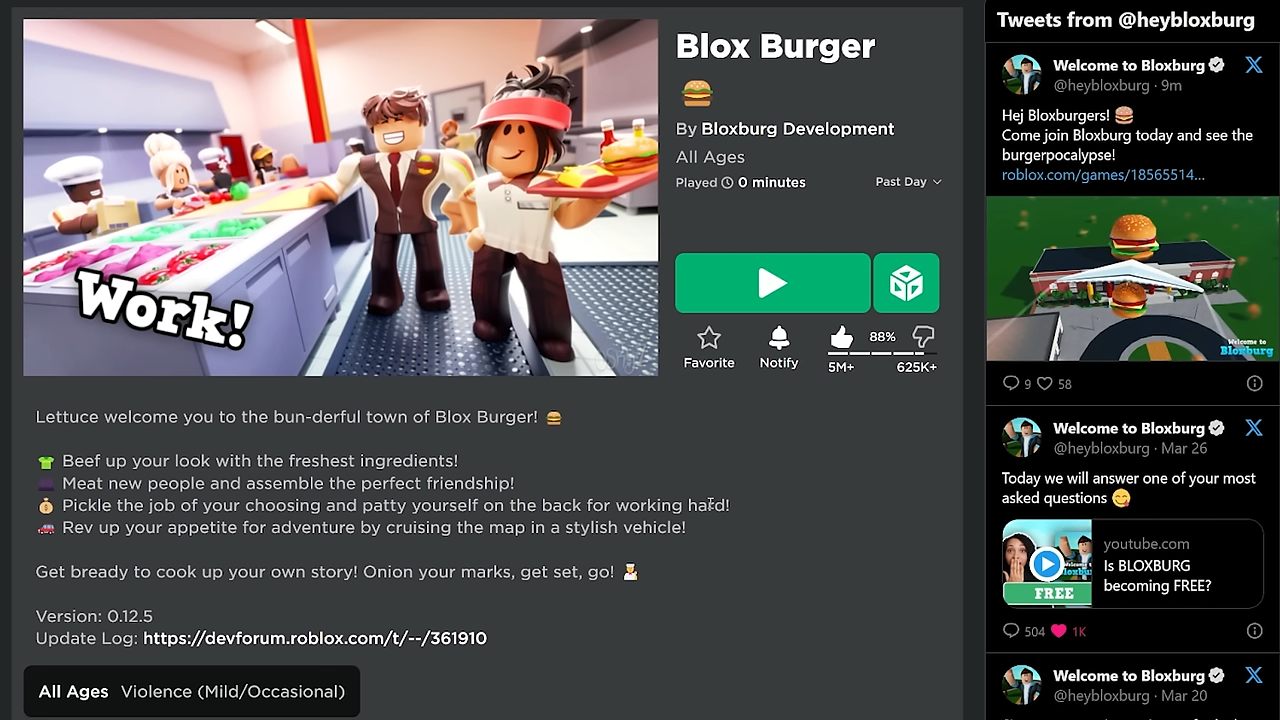 Work!
Blox Burger
By Bloxburg Development
All Ages
Played 0 minutes
Past Day
Favorite
Notify
88%
5M+
625K+
Lettuce welcome you to the bun-derful town of Blox Burger! 🍔
👕 Beef up your look with the freshest ingredients!
Meat new people and assemble the perfect friendship!
💰 Pickle the job of your choosing and patty yourself on the back for working hard!
🚗 Rev up your appetite for adventure by cruising the map in a stylish vehicle!
Get bready to cook up your own story! Onion your marks, get set, go! 👨‍🍳
Version: 0.12.5
Update Log: https://devforum.roblox.com/t/--/361910
All Ages Violence (Mild/Occasional)
Tweets from @heybloxburg
Welcome to Bloxburg
@heybloxburg · 9m
Hej Bloxburgers! 🍔
Come join Bloxburg today and see the
burgerpocalypse!
roblox.com/games/18565514...
Welcome to
Bloxburg
9 58
Welcome to Bloxburg
@heybloxburg · Mar 26
Today we will answer one of your most
asked questions 😋
FREE
youtube.com
Is BLOXBURG
becoming FREE?
504 1K
Welcome to Bloxburg
@heybloxburg · Mar 20